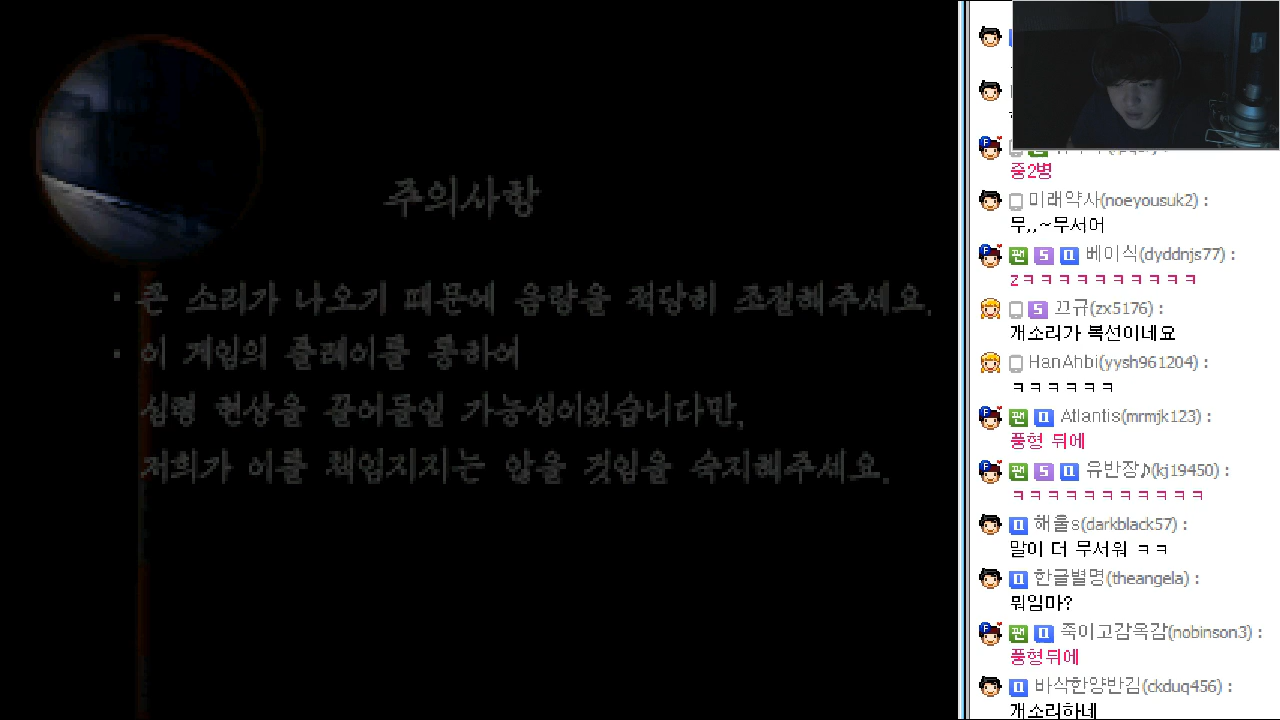 주의사항
· 큰 소리가 나오기 때문에 음량을 적당히 조절해주세요.
· 이 게임의 플레이를 통하여
심령 현상을 끌어들일 가능성이있습니다만,
저희가 이를 책임지지는 않을 것임을 숙지해주세요.
중2병
미래약사(noeyousuk2) :
무,,~무서어
팬 S 베이식(dyddnjs77) :
zㅋㅋㅋㅋㅋㅋㅋㅋㅋㅋ
S 끄규(zx5176) :
개소리가 복선이네요
HanAhbi(yysh961204) :
ㅋㅋㅋㅋㅋㅋ
팬 Atlantis(mrmjk123) :
풍형 뒤에
팬 S 유반장♪(kj19450) :
ㅋㅋㅋㅋㅋㅋㅋㅋㅋㅋㅋ
해울s(darkblack57) :
말이 더 무서워 ㅋㅋ
한글별명(theangela) :
뭐임마?
팬 죽이고감옥감(nobinson3) :
풍형뒤에
바삭한양반김(ckduq456) :
개소리하네